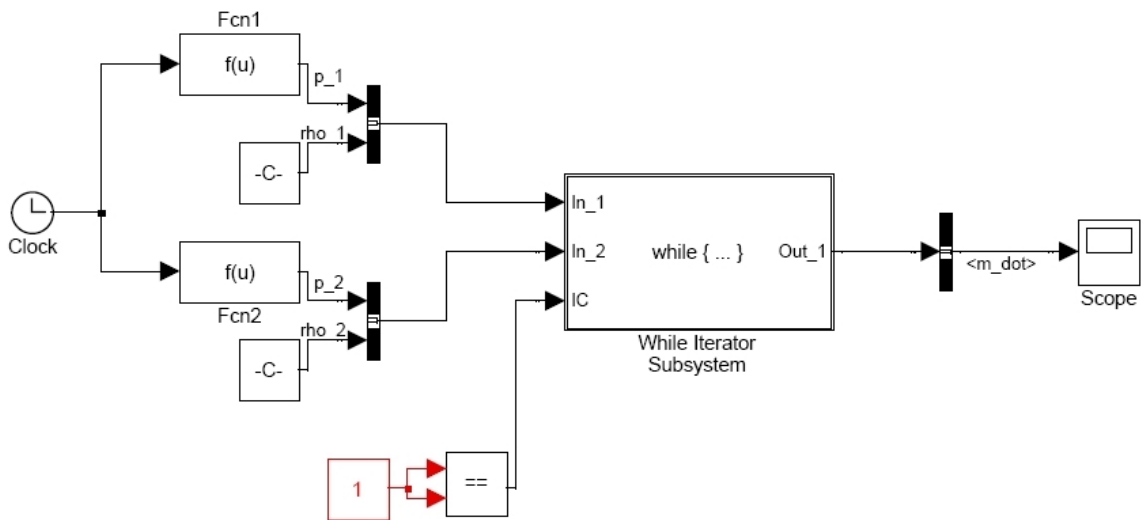 Fcn1
f(u)
p_1
rho_1
-C-
Clock
f(u)
p_2
Fcn2
rho_2
-C-
In_1
In_2
while { ... }
Out_1
IC
While Iterator
Subsystem
<m_dot>
Scope
1
==